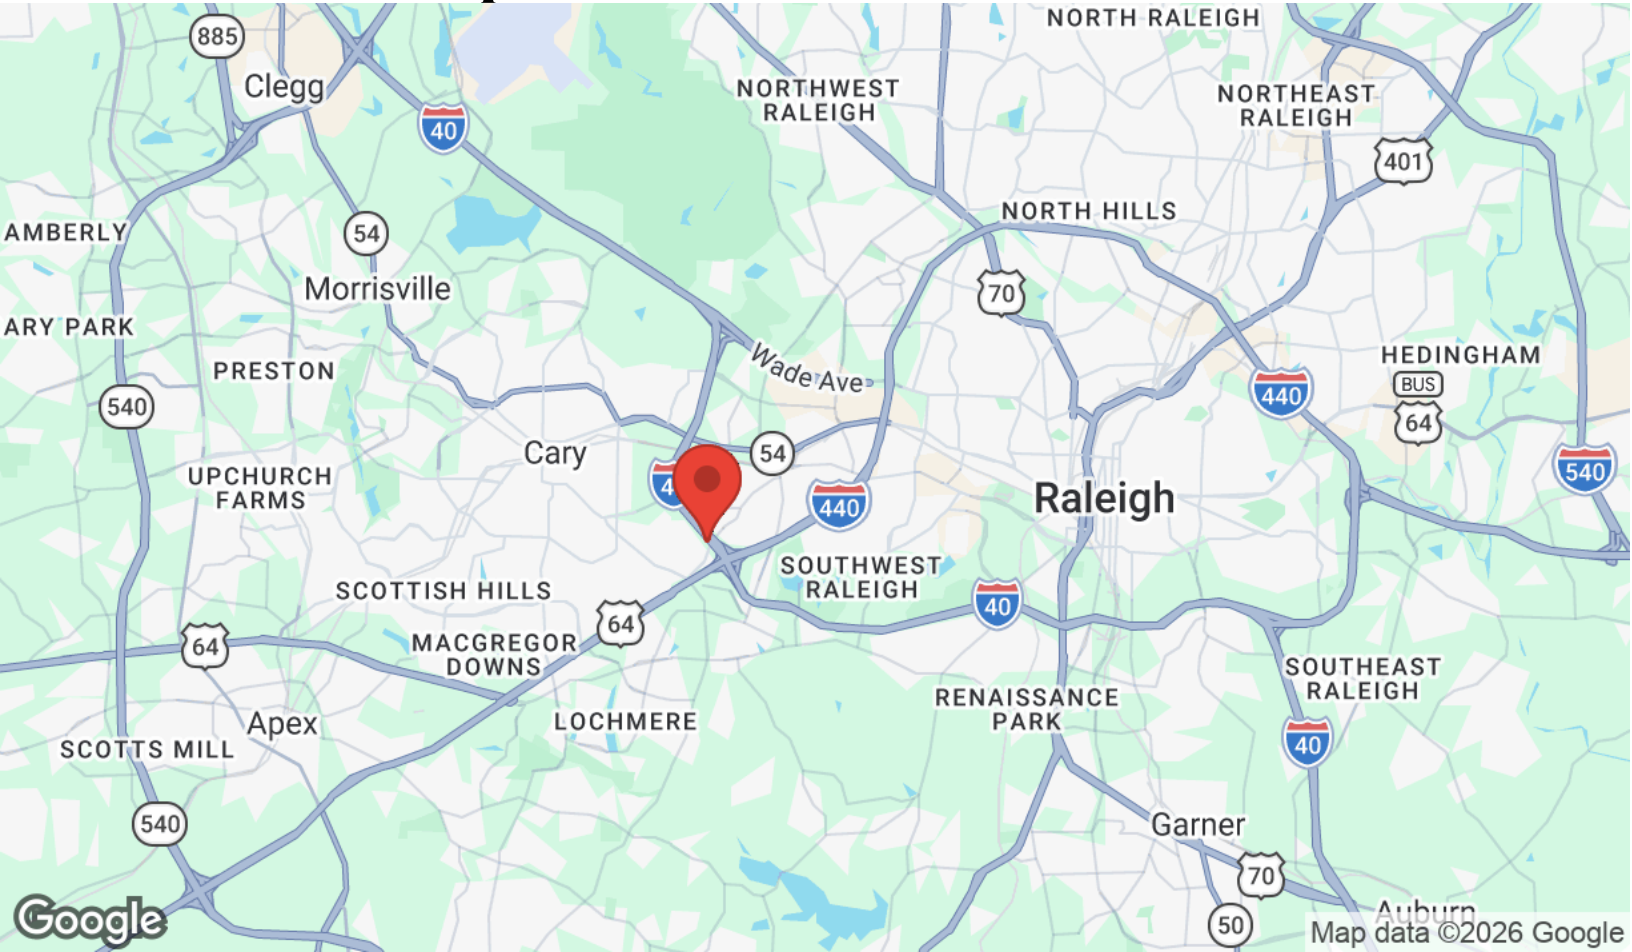 NORTH RALEIGH
885
Clegg
NORTHWEST
RALEIGH
NORTHEAST
RALEIGH
40
401
54
AMBERLY
NORTH HILLS
Morrisville
70
ARY PARK
Wade Ave
HEDINGHAM
PRESTON
BUS
64
540
440
Cary
54
UPCHURCH
FARMS
4
440
Raleigh
540
SOUTHWEST
RALEIGH
SCOTTISH HILLS
40
64
64
MACGREGOR
DOWNS
SOUTHEAST
RALEIGH
RENAISSANCE
PARK
Apex
LOCHMERE
SCOTTS MILL
40
540
Garner
70
50
Auburn
Google
Map data ©2026 Google